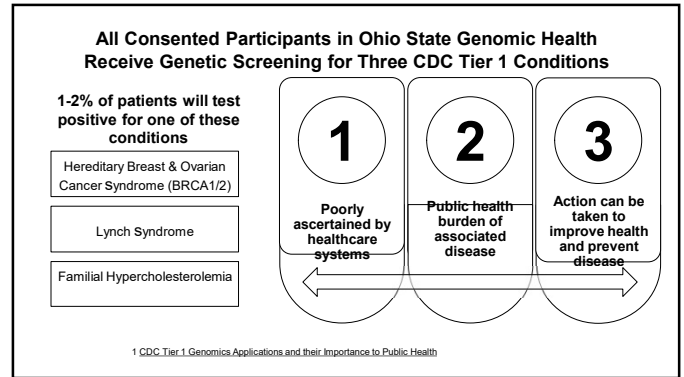 All Consented Participants in Ohio State Genomic Health
Receive Genetic Screening for Three CDC Tier 1 Conditions
1-2% of patients will test
positive for one of these
conditions
Hereditary Breast & Ovarian
Cancer Syndrome (BRCA1/2)
Lynch Syndrome
Familial Hypercholesterolemia
1
Poorly
ascertained by
healthcare
systems
2
Public health
burden of
associated
disease
3
Action can be
taken to
improve health
and prevent
disease
1 CDC Tier 1 Genomics Applications and their Importance to Public Health